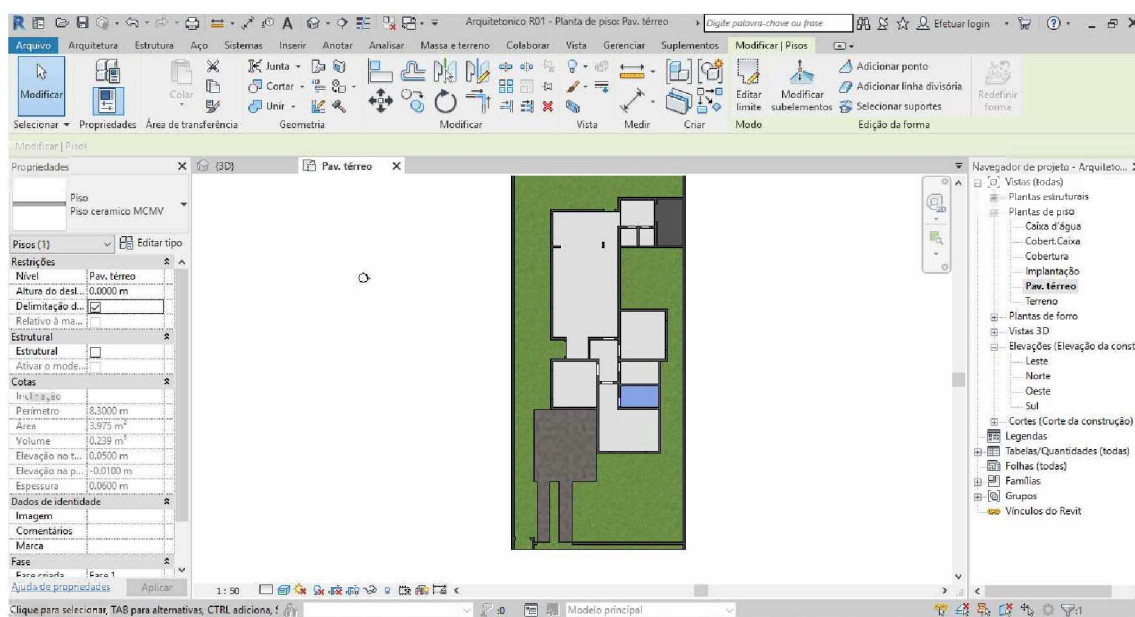 Arquitetonico R01 - Planta de piso: Pav. térreo
Digite palavra-chave ou frase
Efetuar login
Arquivo Arquitetura Estrutura Aço Sistemas Inserir Anotar Analisar Massa e terreno Colaborar Vista Gerenciar Suplementos Modificar | Pisos
Modificar
Colar
Junta
Cortar
Unir
Editar limite
Modificar subelementos
Adicionar ponto
Adicionar linha divisória
Selecionar suportes
Redefinir forma
Selecionar Propriedades Área de transferência Geometria Modificar Vista Medir Criar Modo Edição da forma
Modificar | Pisos
Propriedades
{3D}
Pav. térreo
Navegador de projeto - Arquiteto...
Piso
Piso ceramico MCMV
Pisos (1)
Editar tipo
Restrições
Nível Pav. térreo
Altura do desl... 0.0000 m
Delimitação d...
Relativo à ma...
Estrutural
Estrutural
Ativar o mode...
Cotas
Inclinação
Perímetro 8.3000 m
Área 3.975 m²
Volume 0.239 m³
Elevação no t... 0.0500 m
Elevação na p... -0.0100 m
Espessura 0.0600 m
Dados de identidade
Imagem
Comentários
Marca
Fase
Fase criada Fase 1
Ajuda de propriedades
Aplicar
Vistas (todas)
Plantas estruturais
Plantas de piso
Caixa d'água
Cobert.Caixa
Cobertura
Implantação
Pav. térreo
Terreno
Plantas de forro
Vistas 3D
Elevações (Elevação da const
Leste
Norte
Oeste
Sul
Cortes (Corte da construção)
Legendas
Tabelas/Quantidades (todas)
Folhas (todas)
Famílias
Grupos
Vínculos do Revit
1 : 50
Clique para selecionar, TAB para alternativas, CTRL adiciona, S
:0
Modelo principal
:1